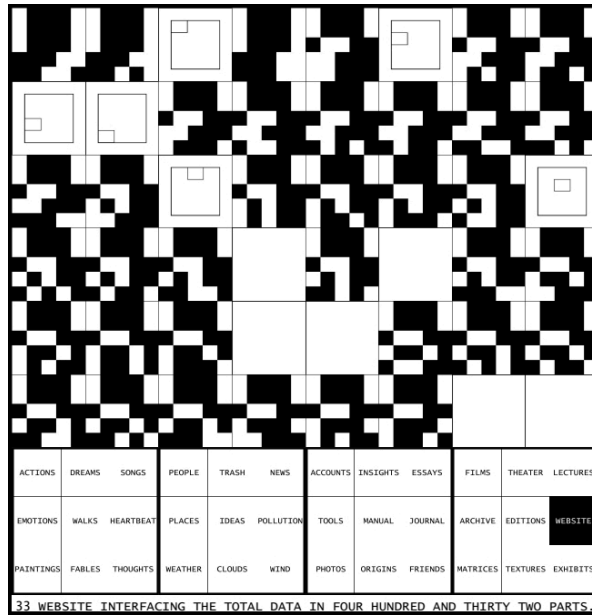 ACTIONS DREAMS SONGS PEOPLE TRASH NEWS ACCOUNTS INSIGHTS ESSAYS FILMS THEATER LECTURES
EMOTIONS WALKS HEARTBEAT PLACES IDEAS POLLUTION TOOLS MANUAL JOURNAL ARCHIVE EDITIONS WEBSITE
PAINTINGS FABLES THOUGHTS WEATHER CLOUDS WIND PHOTOS ORIGINS FRIENDS MATRICES TEXTURES EXHIBITS
33 WEBSITE INTERFACING THE TOTAL DATA IN FOUR HUNDRED AND THIRTY TWO PARTS.